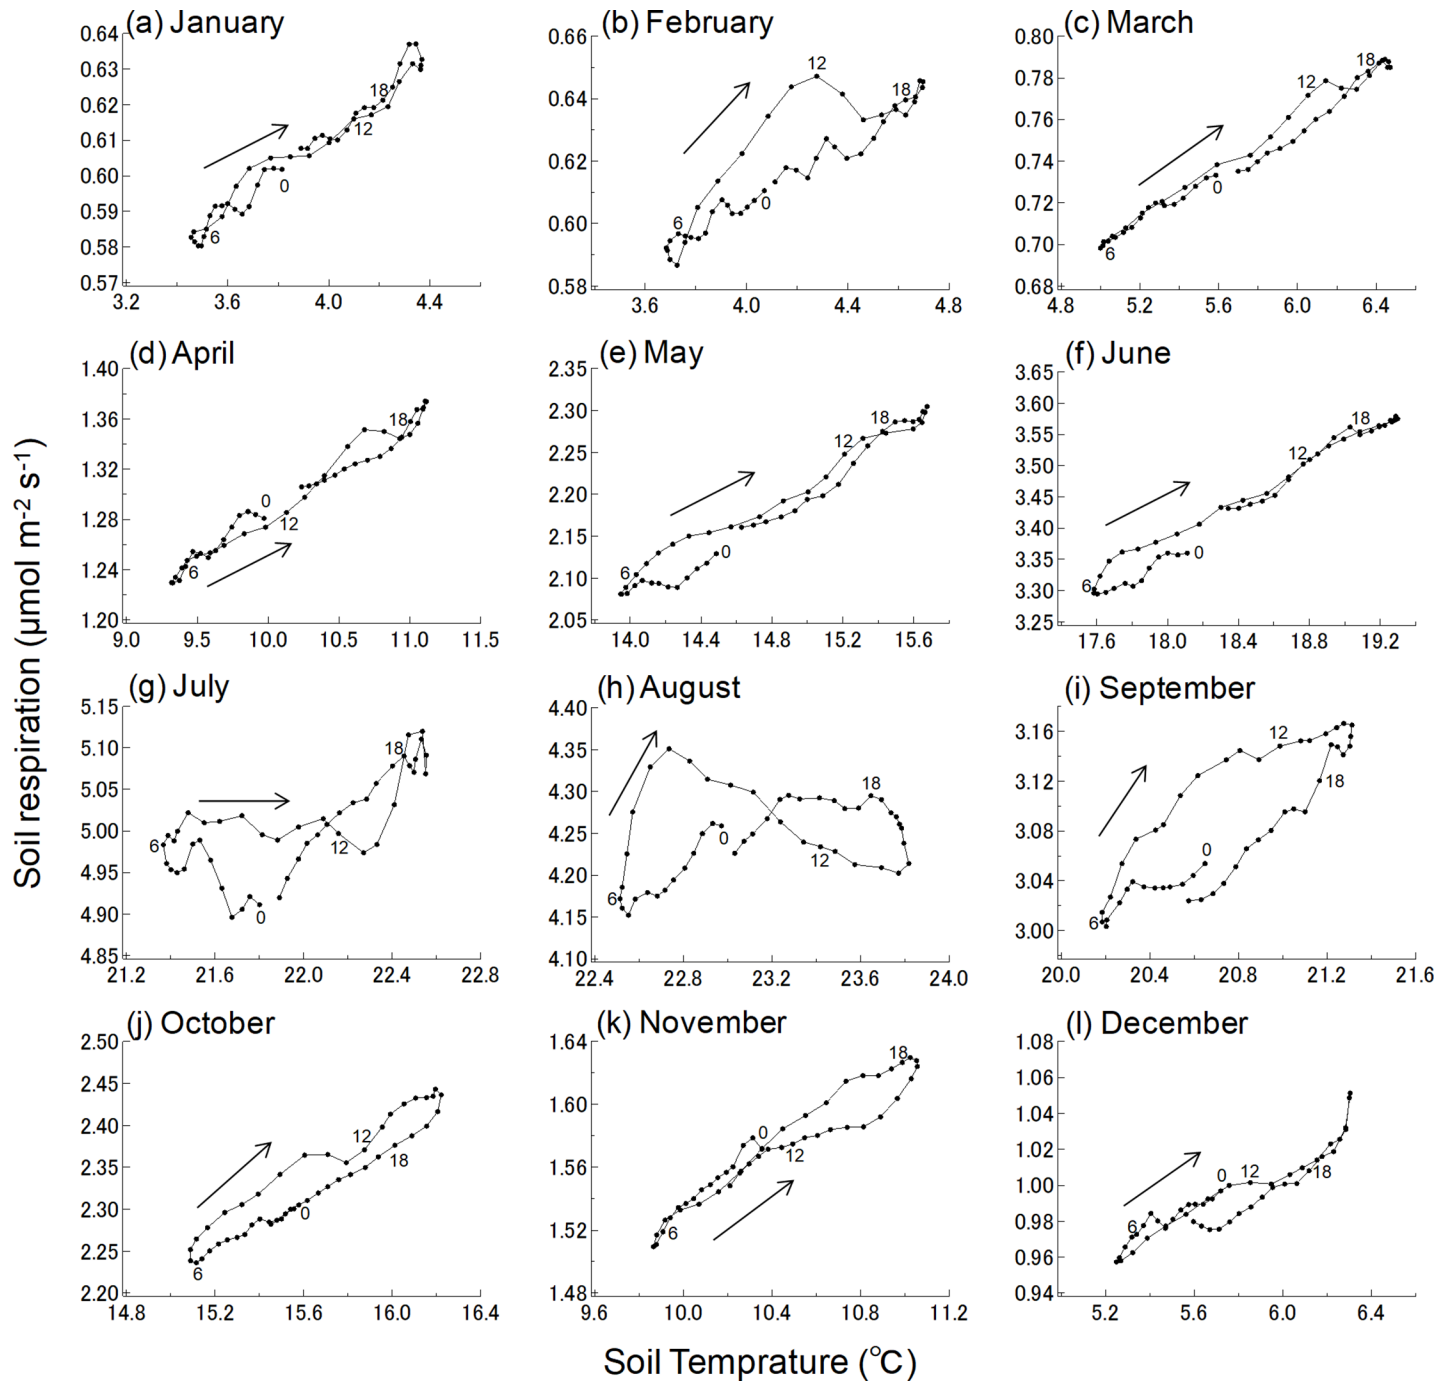 (a) January
0.64
0.63
0.62
0.61
0.60
0.59
0.58
0.57
3.2 3.6 4.0 4.4
0 6 12 18
(b) February
0.66
0.64
0.62
0.60
0.58
3.6 4.0 4.4 4.8
0 6 12 18
(c) March
0.80
0.78
0.76
0.74
0.72
0.70
0.68
4.8 5.2 5.6 6.0 6.4
0 6 12 18
(d) April
1.40
1.36
1.32
1.28
1.24
1.20
9.0 9.5 10.0 10.5 11.0 11.5
0 6 12 18
(e) May
2.35
2.30
2.25
2.20
2.15
2.10
2.05
14.0 14.4 14.8 15.2 15.6
0 6 12 18
(f) June
3.65
3.60
3.55
3.50
3.45
3.40
3.35
3.30
3.25
17.6 18.0 18.4 18.8 19.2
0 6 12 18
(g) July
5.15
5.10
5.05
5.00
4.95
4.90
4.85
21.2 21.6 22.0 22.4 22.8
0 6 12 18
(h) August
4.40
4.35
4.30
4.25
4.20
4.15
4.10
22.4 22.8 23.2 23.6 24.0
0 6 12 18
(i) September
3.16
3.12
3.08
3.04
3.00
20.0 20.4 20.8 21.2 21.6
0 6 12 18
(j) October
2.50
2.45
2.40
2.35
2.30
2.25
2.20
14.8 15.2 15.6 16.0 16.4
0 6 12 18
(k) November
1.64
1.60
1.56
1.52
1.48
9.6 10.0 10.4 10.8 11.2
0 6 12 18
(l) December
1.08
1.06
1.04
1.02
1.00
0.98
0.96
0.94
5.2 5.6 6.0 6.4
0 6 12 18
Soil respiration (μmol m⁻² s⁻¹)
Soil Temprature (℃)